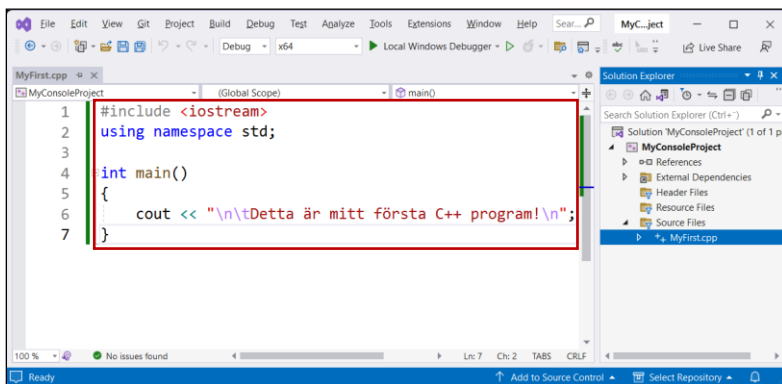 File Edit View Git Project Build Debug Test Analyze Tools Extensions Window Help Sear... MyC...ject
Debug x64 Local Windows Debugger Live Share
MyFirst.cpp
MyConsoleProject (Global Scope) main()
1 #include <iostream>
2 using namespace std;
3
4 int main()
5 {
6 cout << "\n\tDetta är mitt första C++ program!\n";
7 }
100 % No issues found Ln: 7 Ch: 2 TABS CRLF
Solution Explorer
Search Solution Explorer (Ctrl+¨)
Solution 'MyConsoleProject' (1 of 1 p
MyConsoleProject
References
External Dependencies
Header Files
Resource Files
Source Files
MyFirst.cpp
Ready Add to Source Control Select Repository